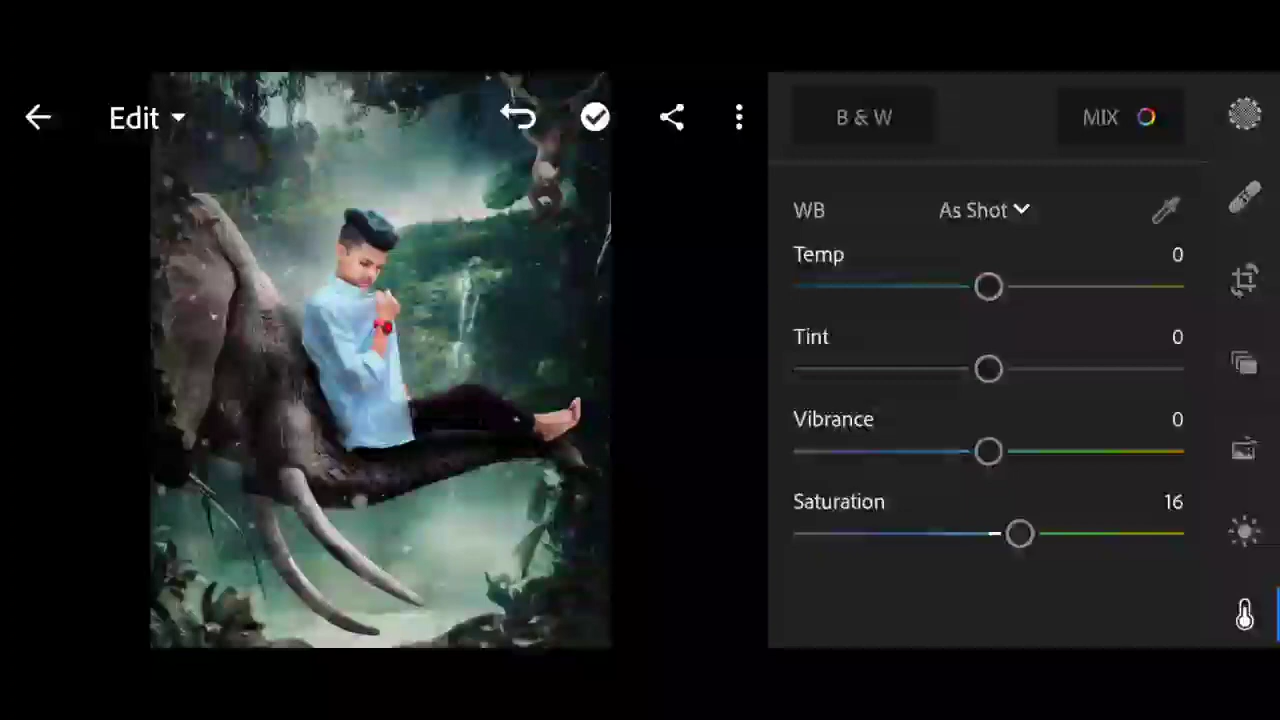 Edit
B & W
MIX
WB
As Shot
Temp
0
Tint
0
Vibrance
0
Saturation
16